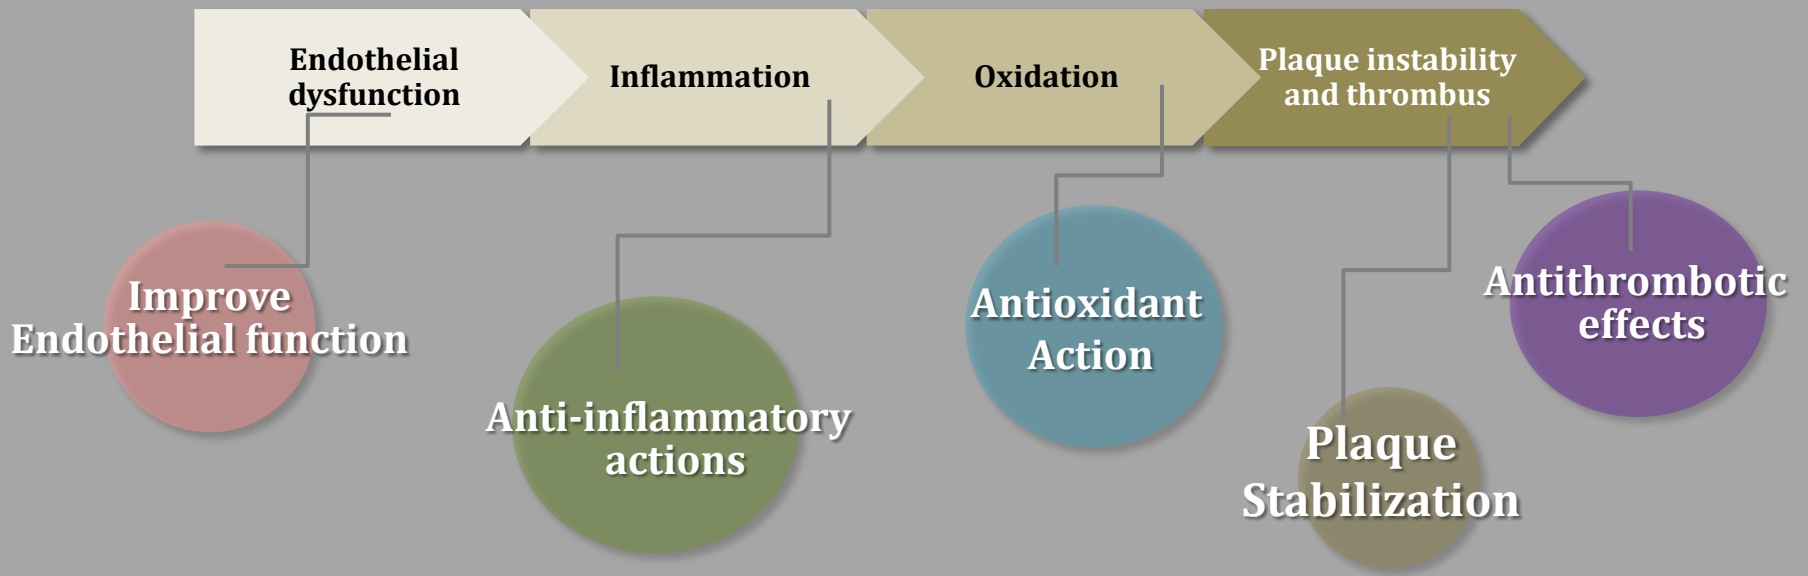 Endothelial
dysfunction
Inflammation
Oxidation
Plaque instability
and thrombus
Improve
Endothelial function
Anti-inflammatory
actions
Antioxidant
Action
Plaque
Stabilization
Antithrombotic
effects